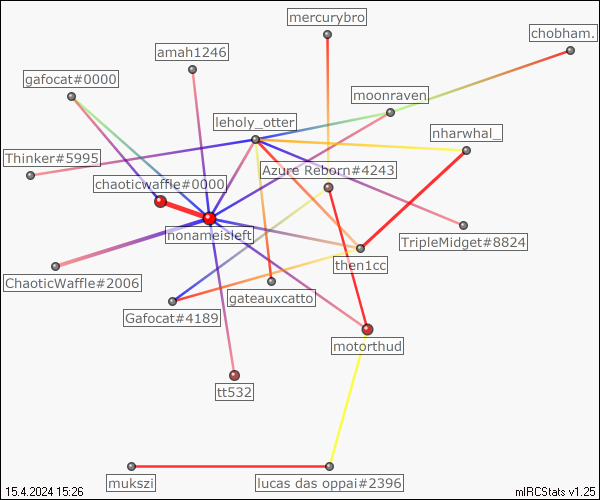 mercurybro
chobham.
amah1246
gafocat#0000
moonraven
leholy_otter
nharwhal_
Thinker#5995
Azure Reborn#4243
chaoticwaffle#0000
nonameisleft
TripleMidget#8824
then1cc
ChaoticWaffle#2006
gateauxcatto
Gafocat#4189
motorthud
tt532
mukszi
lucas das oppai#2396
15.4.2024 15:26
mIRCStats v1.25